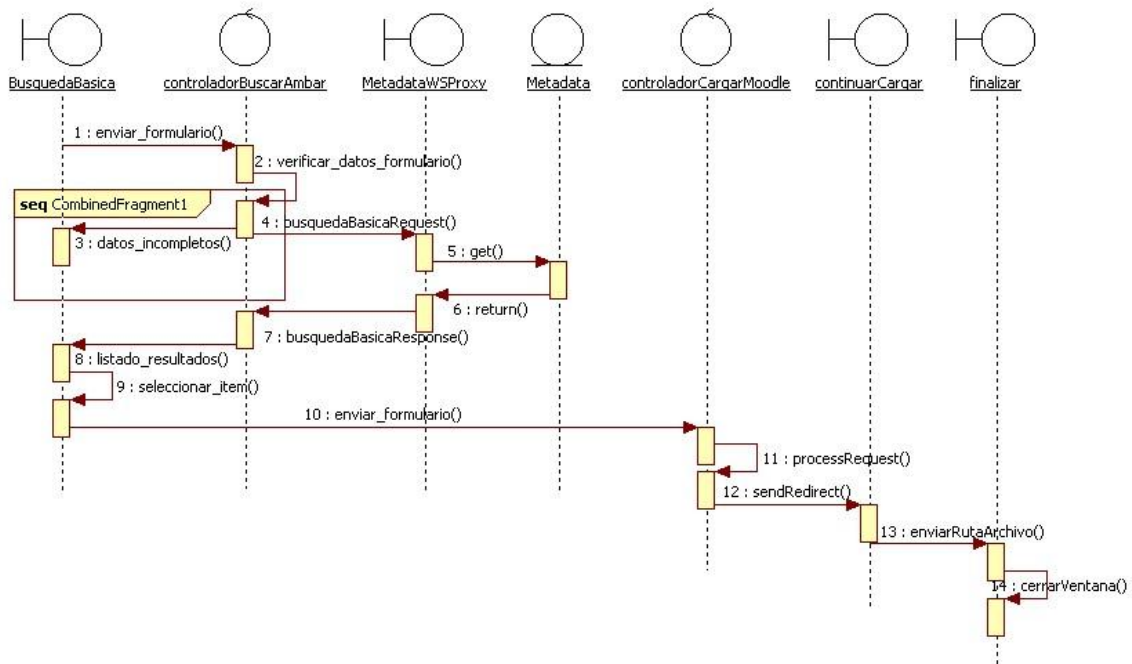 BusquedaBasica
controladorBuscarAmbar
MetadataWSProxy
Metadata
controladorCargarMoodle
continuarCargar
finalizar
1 : enviar_formulario()
2 : verificar_datos_formulario()
seq CombinedFragment1
4 : busquedaBasicaRequest()
3 : datos_incompletos()
5 : get()
6 : return()
7 : busquedaBasicaResponse()
8 : listado_resultados()
9 : seleccionar_item()
10 : enviar_formulario()
11 : processRequest()
12 : sendRedirect()
13 : enviarRutaArchivo()
14 : cerrarVentana()